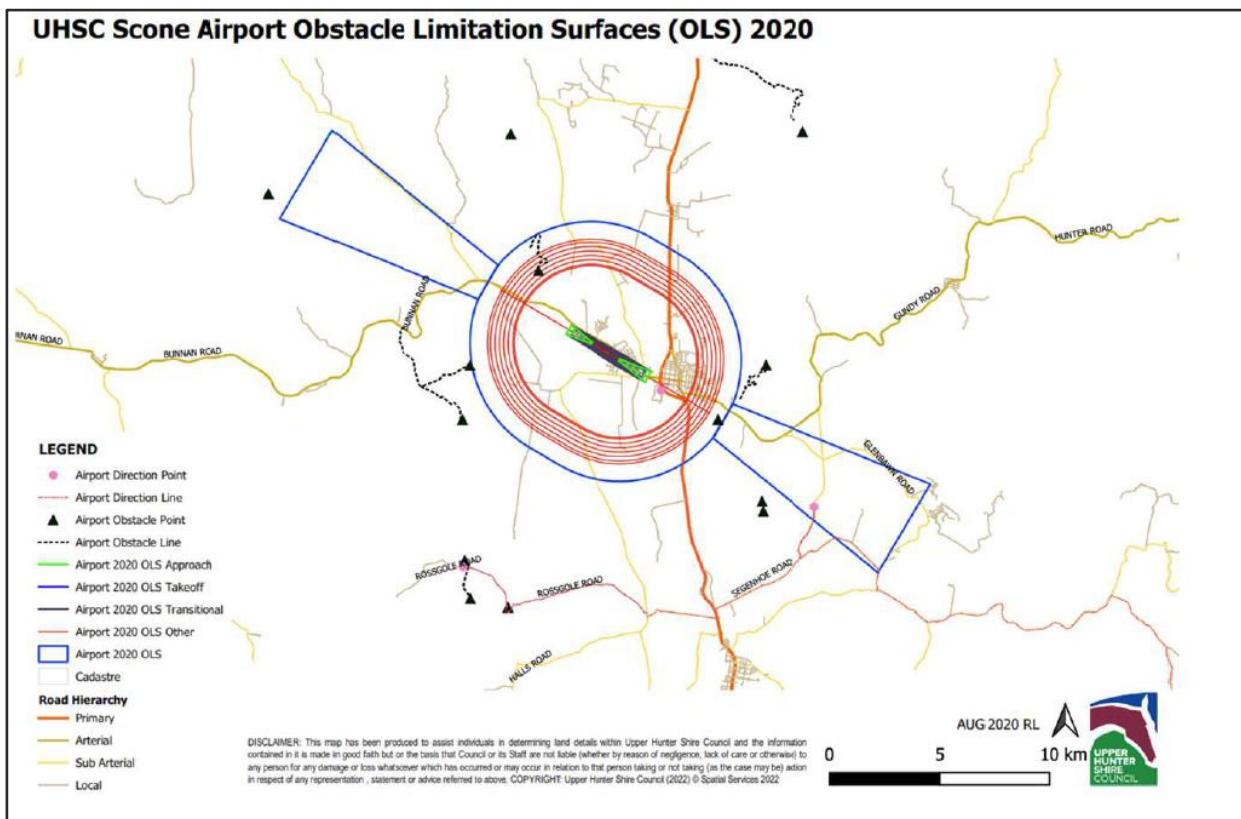 UHSC Scone Airport Obstacle Limitation Surfaces (OLS) 2020
HUNTER ROAD
GUNDY ROAD
BUNNAN ROAD
NNAN ROAD
BUNNAN ROAD
GLENBAWN ROAD
SEGENHOE ROAD
ROSSGOLE ROAD
ROSSGOLE ROAD
HALLS ROAD
LEGEND
Airport Direction Point
Airport Direction Line
Airport Obstacle Point
Airport Obstacle Line
Airport 2020 OLS Approach
Airport 2020 OLS Takeoff
Airport 2020 OLS Transitional
Airport 2020 OLS Other
Airport 2020 OLS
Cadastre
Road Hierarchy
Primary
Arterial
Sub Arterial
Local
DISCLAIMER: This map has been produced to assist individuals in determining land details within Upper Hunter Shire Council and the information
contained in it is made in good faith but on the basis that Council or its Staff are not liable (whether by reason of negligence, lack of care or otherwise) to
any person for any damage or loss whatsoever which has occurred or may occur in relation to that person taking or not taking (as the case may be) action
in respect of any representation , statement or advice referred to above. COPYRIGHT: Upper Hunter Shire Council (2022) © Spatial Services 2022
AUG 2020 RL
0 5 10 km
UPPER
HUNTER
SHIRE
COUNCIL